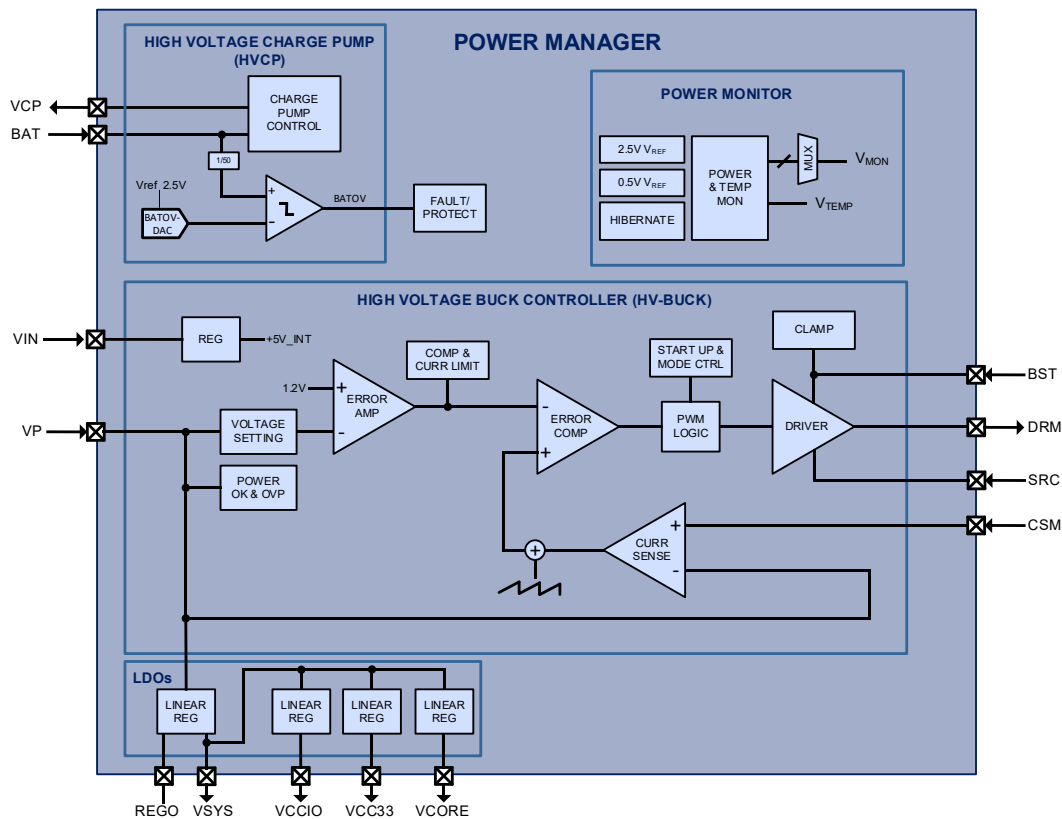 POWER MANAGER
HIGH VOLTAGE CHARGE PUMP
(HVCP)
VCP
BAT
CHARGE
PUMP
CONTROL
1/50
Vref 2.5V
BATOV-
DAC
+
-
BATOV
FAULT/
PROTECT
POWER MONITOR
2.5V VREF
0.5V VREF
HIBERNATE
POWER
& TEMP
MON
MUX
VMON
VTEMP
HIGH VOLTAGE BUCK CONTROLLER (HV-BUCK)
VIN
REG
+5V_INT
VP
VOLTAGE
SETTING
POWER
OK & OVP
1.2V
+
-
ERROR
AMP
COMP &
CURR LIMIT
-
+
ERROR
COMP
START UP &
MODE CTRL
PWM
LOGIC
CLAMP
DRIVER
BST
DRM
SRC
CSM
+
-
CURR
SENSE
+
LDOs
LINEAR
REG
LINEAR
REG
LINEAR
REG
LINEAR
REG
REGO
VSYS
VCCIO
VCC33
VCORE